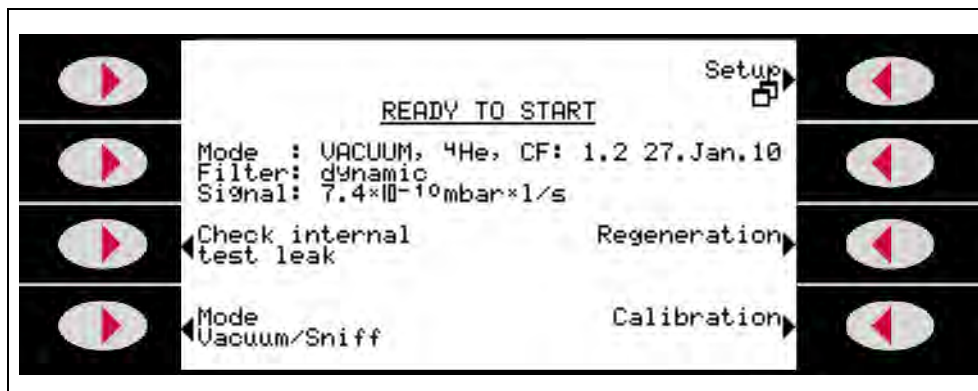 Setup
READY TO START
Mode : VACUUM, ⁴He, CF: 1.2 27.Jan.10
Filter: dynamic
Signal: 7.4×10⁻¹⁰mbar×l/s
Check internal
test leak
Regeneration
Mode
Vacuum/Sniff
Calibration